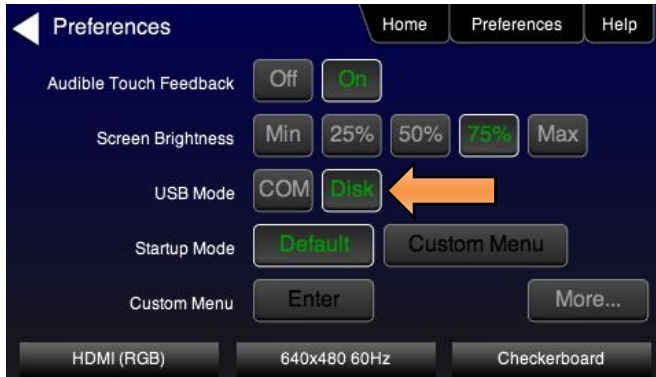 Preferences Home Preferences Help
Audible Touch Feedback Off On
Screen Brightness Min 25% 50% 75% Max
USB Mode COM Disk
Startup Mode Default Custom Menu
Custom Menu Enter More...
HDMI (RGB) 640x480 60Hz Checkerboard